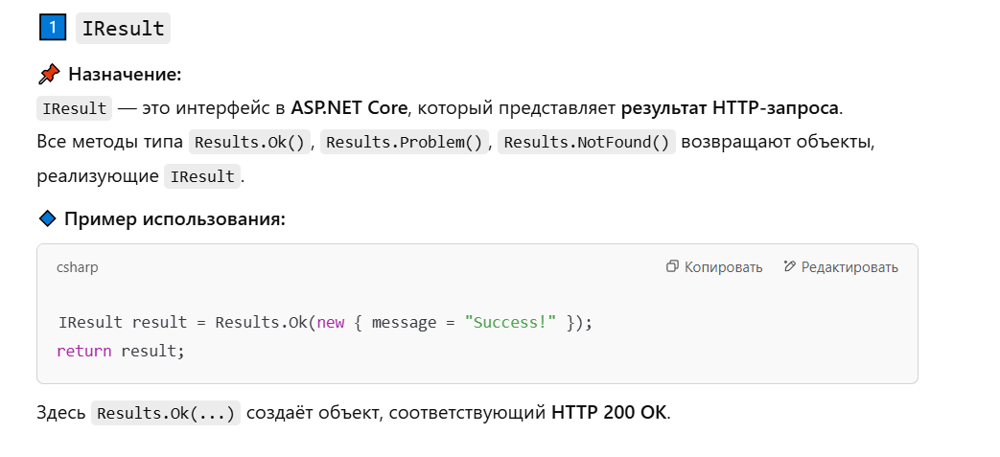 1 IResult
📌 Назначение:
IResult — это интерфейс в ASP.NET Core, который представляет результат HTTP-запроса.
Все методы типа Results.Ok(), Results.Problem(), Results.NotFound() возвращают объекты,
реализующие IResult.
🔹 Пример использования:
csharp Копировать Редактировать
IResult result = Results.Ok(new { message = "Success!" });
return result;
Здесь Results.Ok(...) создаёт объект, соответствующий HTTP 200 OK.